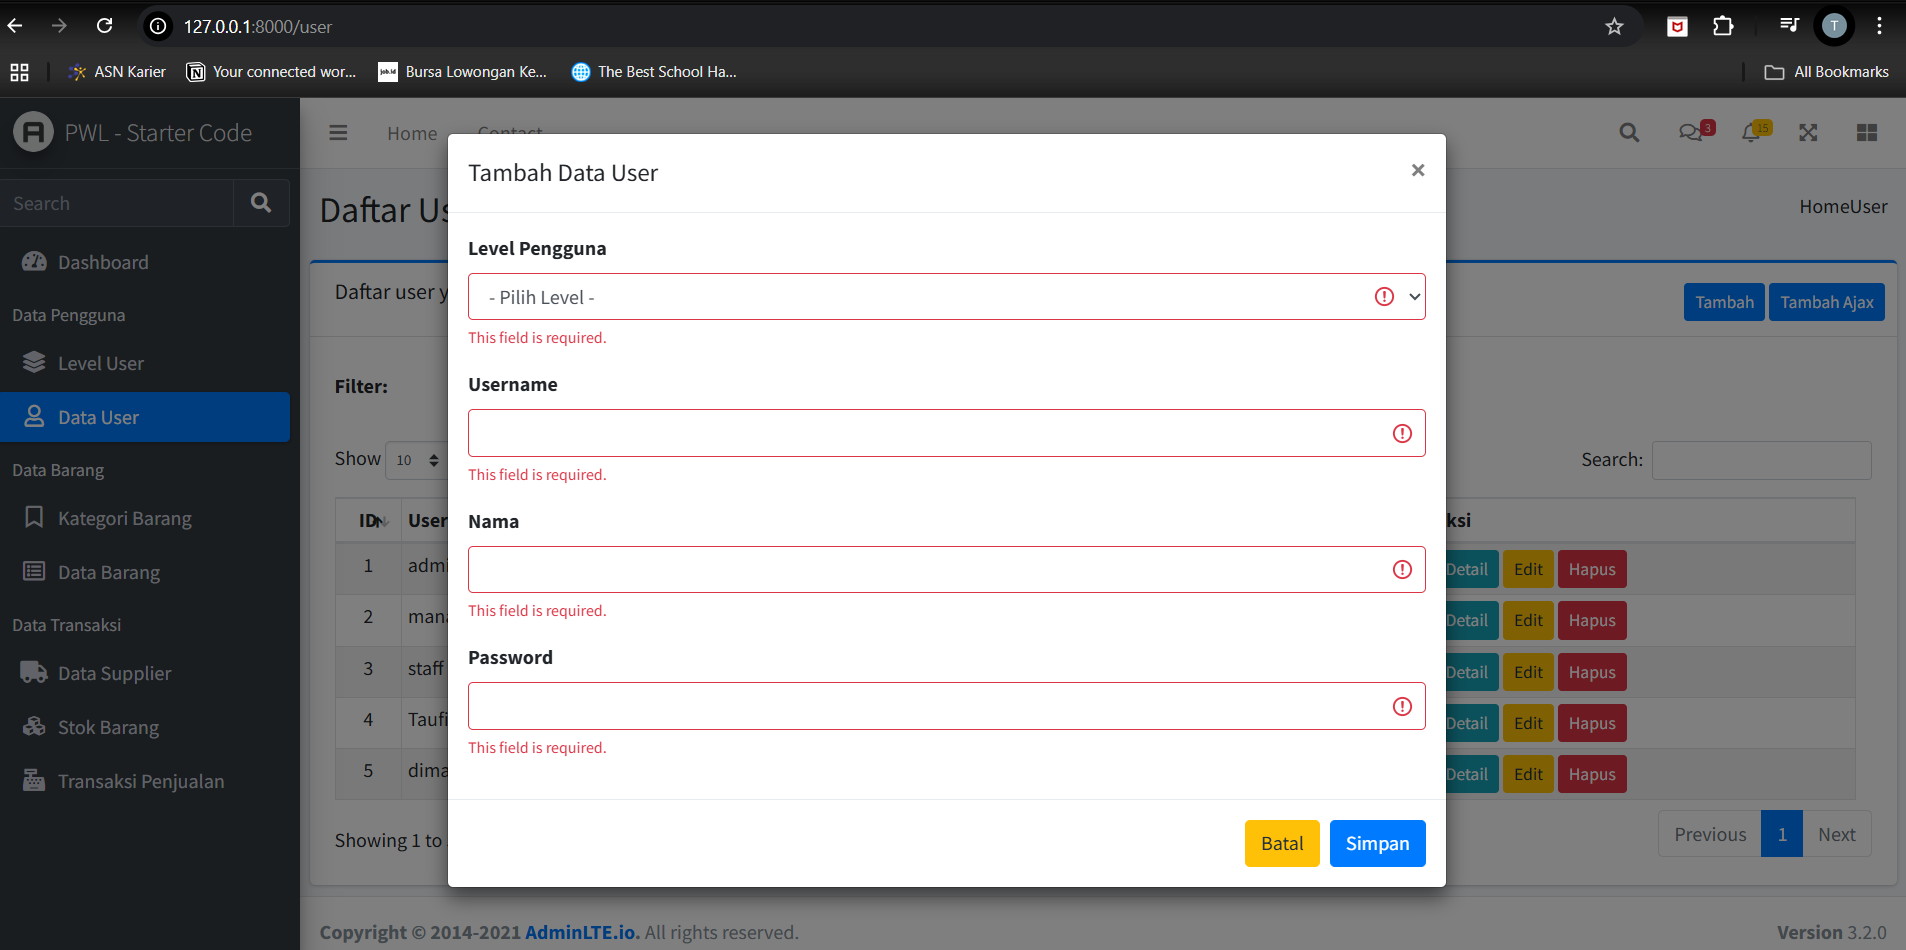 127.0.0.1:8000/user
T
ASN Karier
Your connected wor...
Bursa Lowongan Ke...
The Best School Ha...
All Bookmarks
PWL - Starter Code
Home
Contact
3
15
Search
Dashboard
Data Pengguna
Level User
Data User
Data Barang
Kategori Barang
Data Barang
Data Transaksi
Data Supplier
Stok Barang
Transaksi Penjualan
Daftar Us
HomeUser
Daftar user y
Tambah
Tambah Ajax
Filter:
Show 10
Search:
ID User ksi
1 admi Detail Edit Hapus
2 mana Detail Edit Hapus
3 staff Detail Edit Hapus
4 Taufi Detail Edit Hapus
5 dima Detail Edit Hapus
Showing 1 to
Previous 1 Next
Tambah Data User
×
Level Pengguna
- Pilih Level -
This field is required.
Username
This field is required.
Nama
This field is required.
Password
This field is required.
Batal
Simpan
Copyright © 2014-2021 AdminLTE.io. All rights reserved.
Version 3.2.0